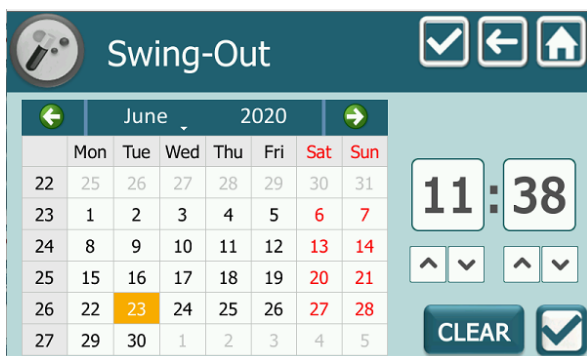 Swing-Out
June 2020
Mon Tue Wed Thu Fri Sat Sun
22 25 26 27 28 29 30 31
23 1 2 3 4 5 6 7
24 8 9 10 11 12 13 14
25 15 16 17 18 19 20 21
26 22 23 24 25 26 27 28
27 29 30 1 2 3 4 5
11:38
CLEAR